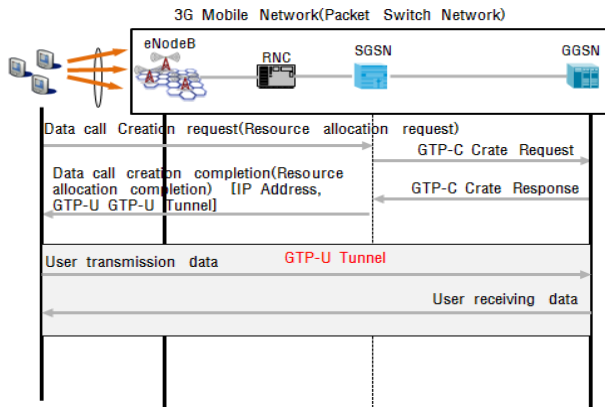 3G Mobile Network(Packet Switch Network)
eNodeB
RNC
SGSN
GGSN
Data call Creation request(Resource allocation request)
GTP-C Crate Request
Data call creation completion(Resource
allocation completion) [IP Address,
GTP-U GTP-U Tunnel]
GTP-C Crate Response
User transmission data
GTP-U Tunnel
User receiving data